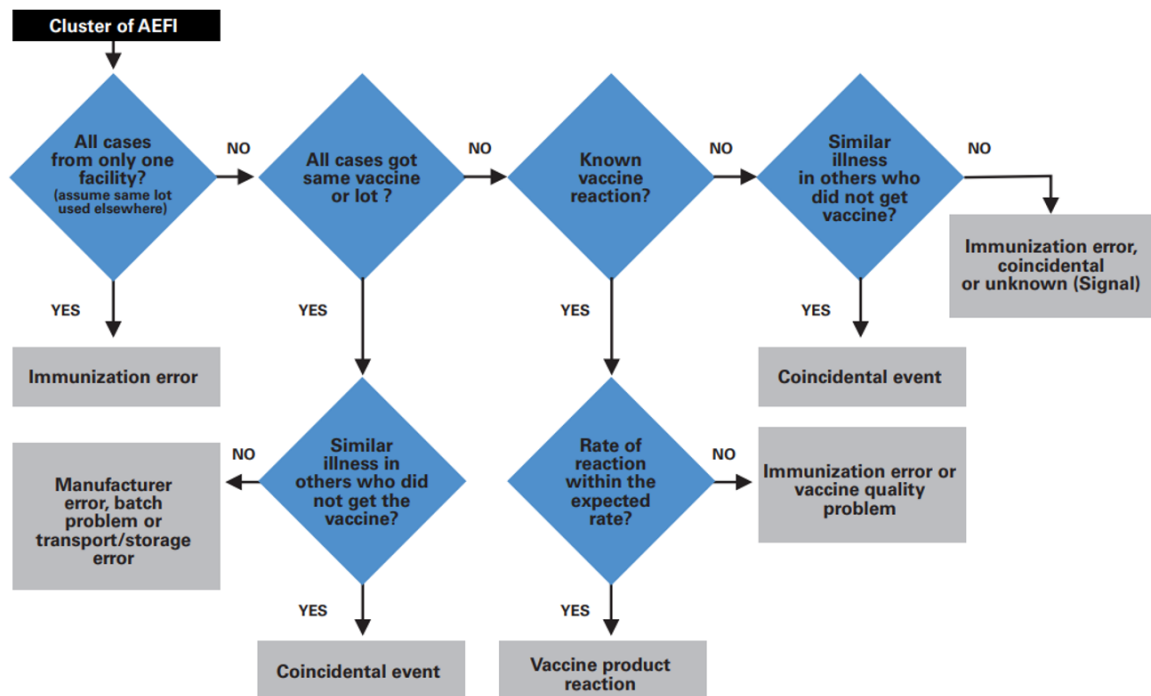 Cluster of AEFI
All cases
from only one
facility?
(assume same lot
used elsewhere)
NO
All cases got
same vaccine
or lot ?
NO
Known
vaccine
reaction?
NO
Similar
illness
in others who
did not get
vaccine?
NO
Immunization error,
coincidental
or unknown (Signal)
YES
YES
YES
YES
Immunization error
Coincidental event
Similar
illness in
others who did
not get the
vaccine?
NO
Manufacturer
error, batch
problem or
transport/storage
error
Rate of
reaction
within the
expected
rate?
NO
Immunization error or
vaccine quality
problem
YES
YES
Coincidental event
Vaccine product
reaction